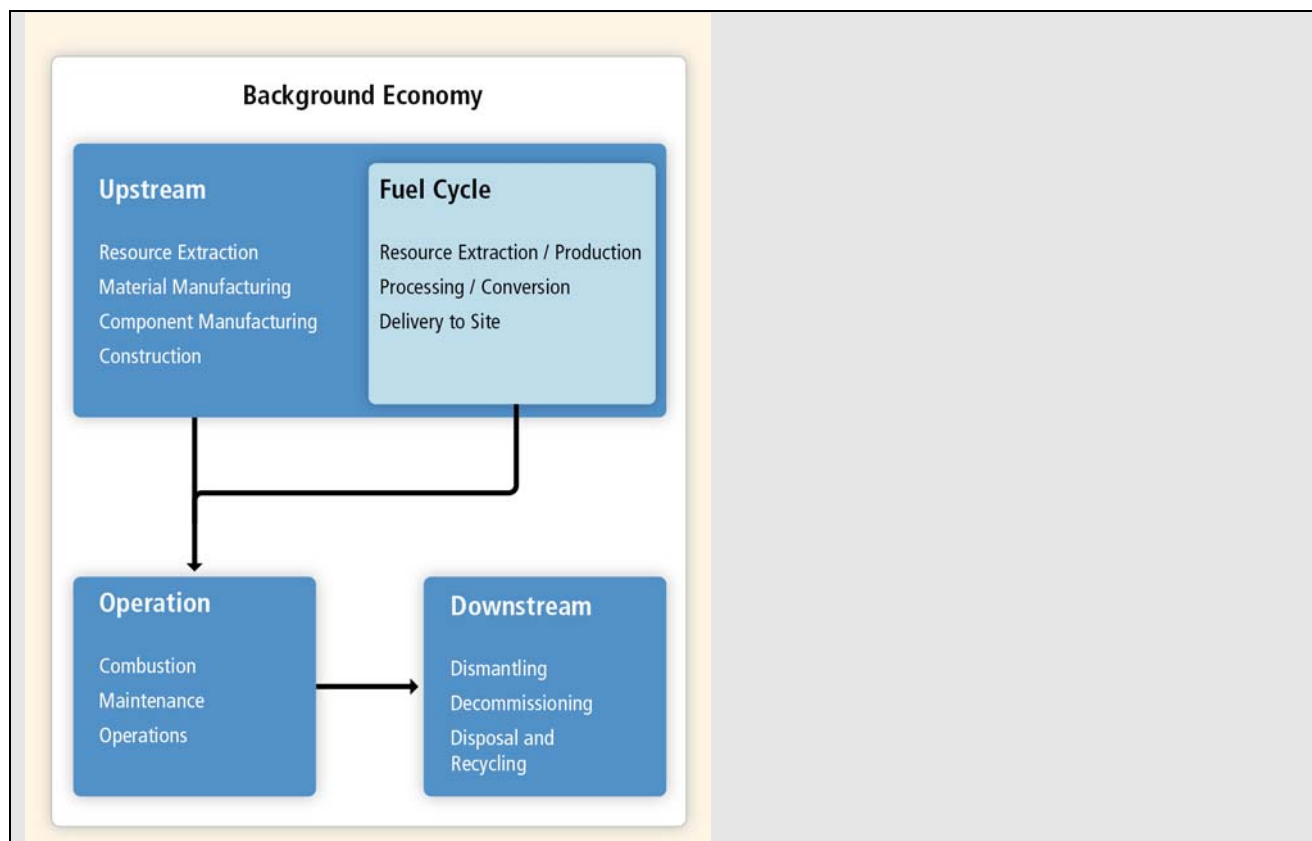 Background Economy
Upstream
Resource Extraction
Material Manufacturing
Component Manufacturing
Construction
Fuel Cycle
Resource Extraction / Production
Processing / Conversion
Delivery to Site
Operation
Combustion
Maintenance
Operations
Downstream
Dismantling
Decommissioning
Disposal and
Recycling